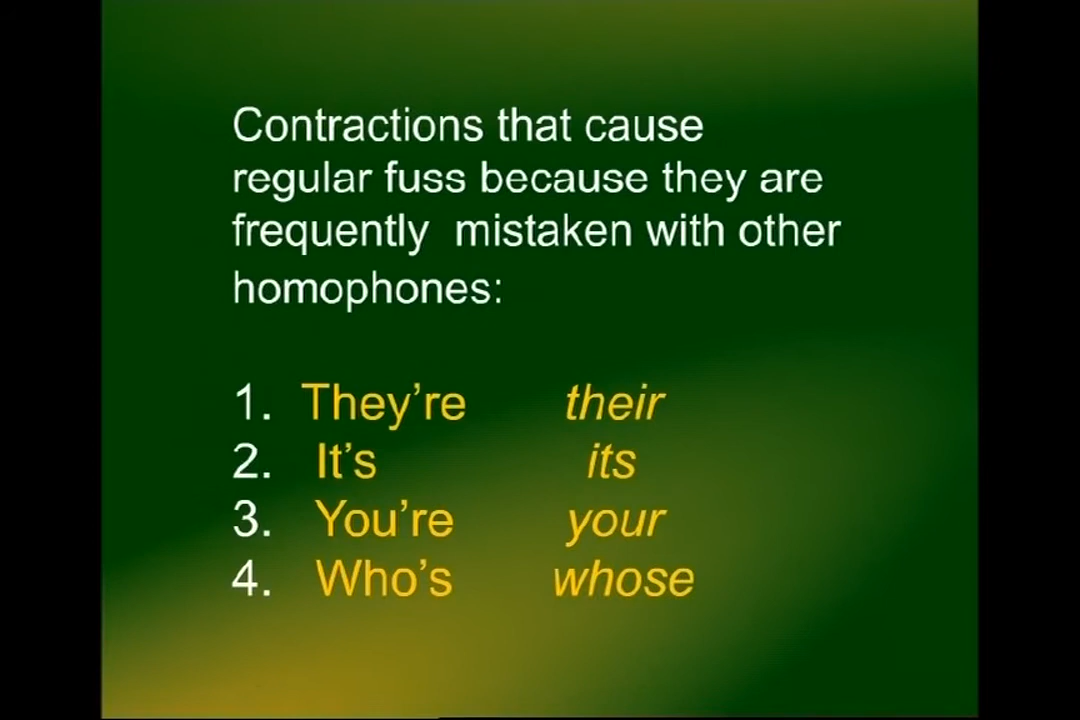 Contractions that cause
regular fuss because they are
frequently  mistaken with other
homophones:
1. They’re their
2. It’s its
3. You’re your
4. Who’s whose